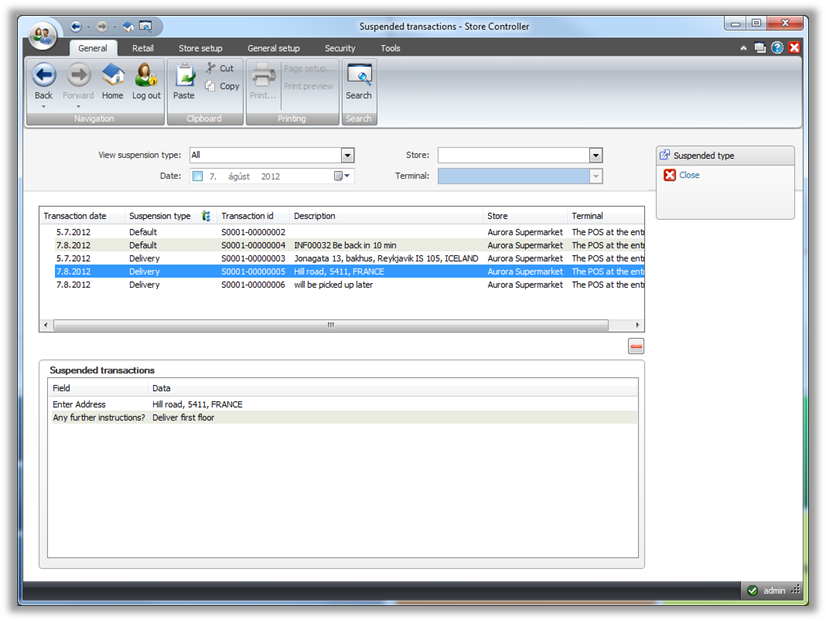 Suspended transactions - Store Controller
General Retail Store setup General setup Security Tools
Back Forward Home Log out Paste Cut Copy Print... Page setup... Print preview Search
Navigation Clipboard Printing Search
View suspension type: All Store:
Date: 7. ágúst 2012 Terminal:
Suspended type
Close
Transaction date Suspension type Transaction id Description Store Terminal
5.7.2012 Default S0001-00000002 Aurora Supermarket The POS at the entr
7.8.2012 Default S0001-00000004 INF00032 Be back in 10 min Aurora Supermarket The POS at the entr
5.7.2012 Delivery S0001-00000003 Jonagata 13, bakhus, Reykjavik IS 105, ICELAND Aurora Supermarket The POS at the entr
7.8.2012 Delivery S0001-00000005 Hill road, 5411, FRANCE Aurora Supermarket The POS at the entr
7.8.2012 Delivery S0001-00000006 will be picked up later Aurora Supermarket The POS at the entr
Suspended transactions
Field Data
Enter Address Hill road, 5411, FRANCE
Any further instructions? Deliver first floor
admin